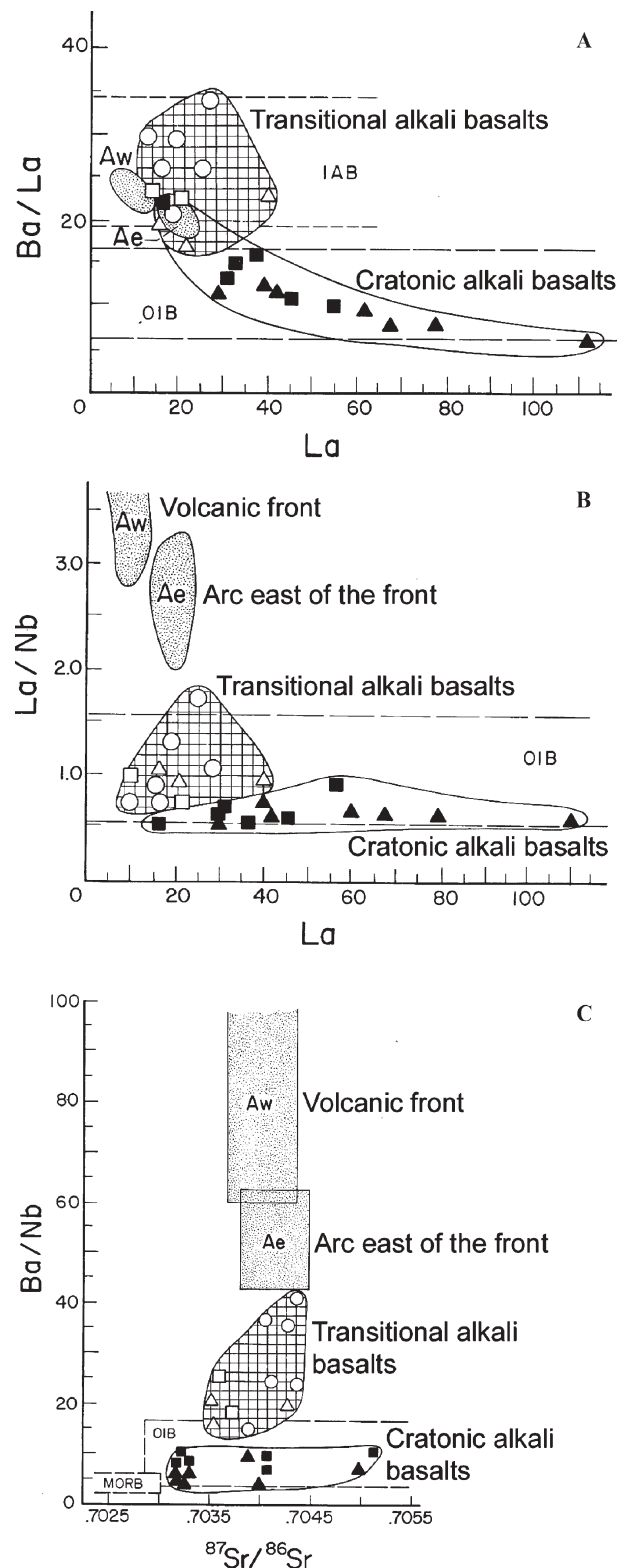 A
40
Transitional alkali basalts
Aw
IAB
Ba/La
20
Ae
Cratonic alkali basalts
OIB
0
20
40
60
80
100
La
B
Aw
Volcanic front
3.0
Ae
Arc east of the front
La/Nb
2.0
Transitional alkali basalts
OIB
1.0
Cratonic alkali basalts
0
20
40
60
80
100
La
100
C
80
Aw
Volcanic front
60
Ba/Nb
Ae
Arc east of the front
40
Transitional alkali
basalts
20
OIB
Cratonic alkali
basalts
MORB
0
.7025
.7035
.7045
.7055
87Sr/86Sr